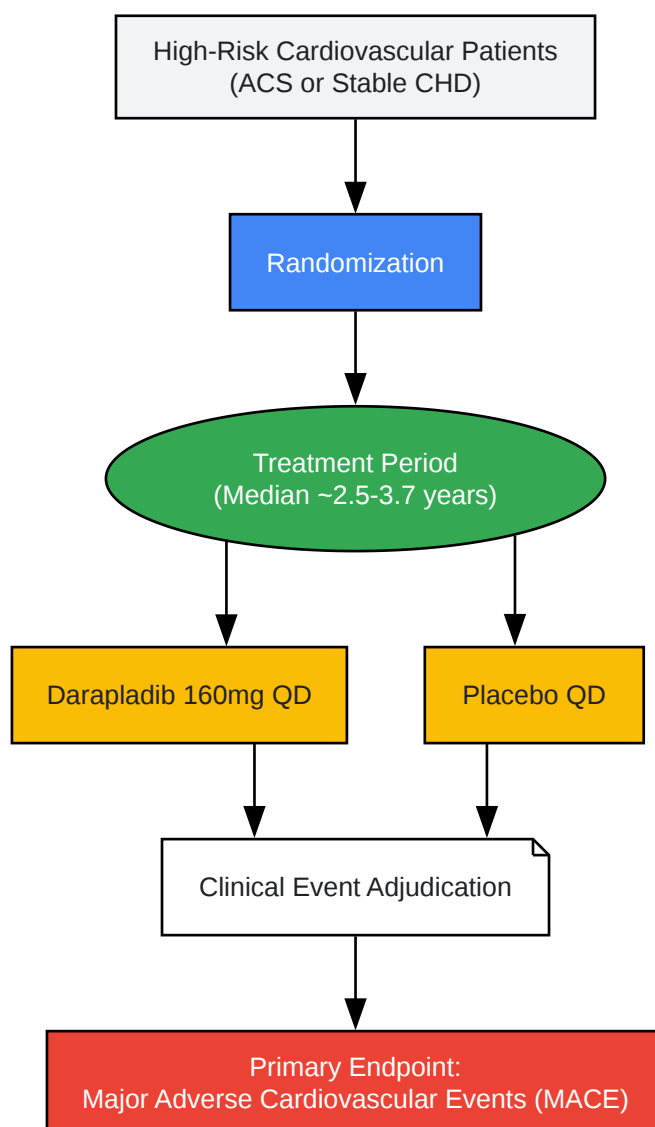 High-Risk Cardiovascular Patients
(ACS or Stable CHD)
Randomization
Treatment Period
(Median ~2.5-3.7 years)
Darapladib 160mg QD
Placebo QD
Clinical Event Adjudication
Primary Endpoint:
Major Adverse Cardiovascular Events (MACE)